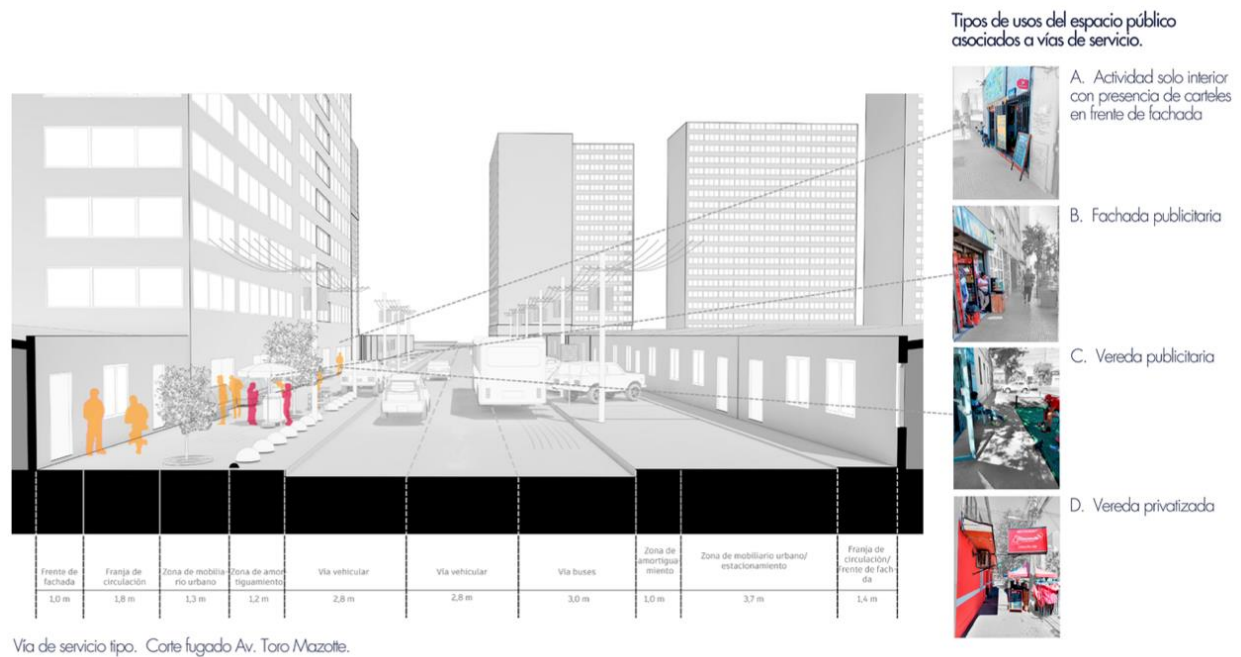 Tipos de usos del espacio público
asociados a vías de servicio.
A. Actividad solo interior
con presencia de carteles
en frente de fachada
B. Fachada publicitaria
C. Vereda publicitaria
D. Vereda privatizada
Frente de
fachada
1,0 m
Franja de
circulación
1,8 m
Zona de mobilia-
rio urbano
1,3 m
Zona de amor
tiguamiento
1,2 m
Vía vehicular
2,8 m
Vía vehicular
2,8 m
Vía buses
3,0 m
Zona de
amortigua-
miento
1,0 m
Zona de mobiliario urbano/
estacionamiento
3,7 m
Franja de
circulación/
Frente de facha-
da
1,4 m
Vía de servicio tipo. Corte fugado Av. Toro Mazotte.